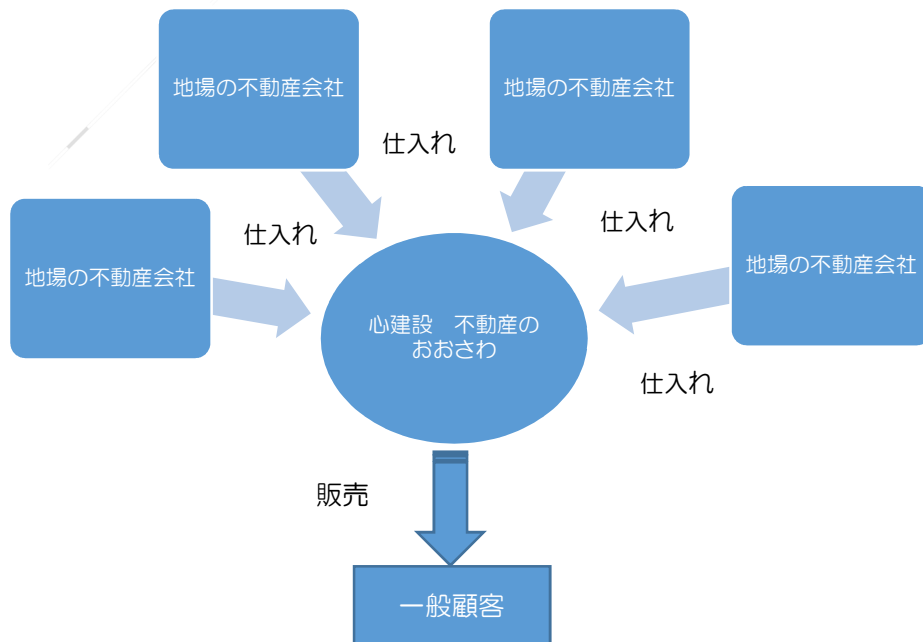 地場の不動産会社
地場の不動産会社
仕入れ
仕入れ
仕入れ
地場の不動産会社
地場の不動産会社
心建設　不動産の
おおさわ
仕入れ
販売
一般顧客